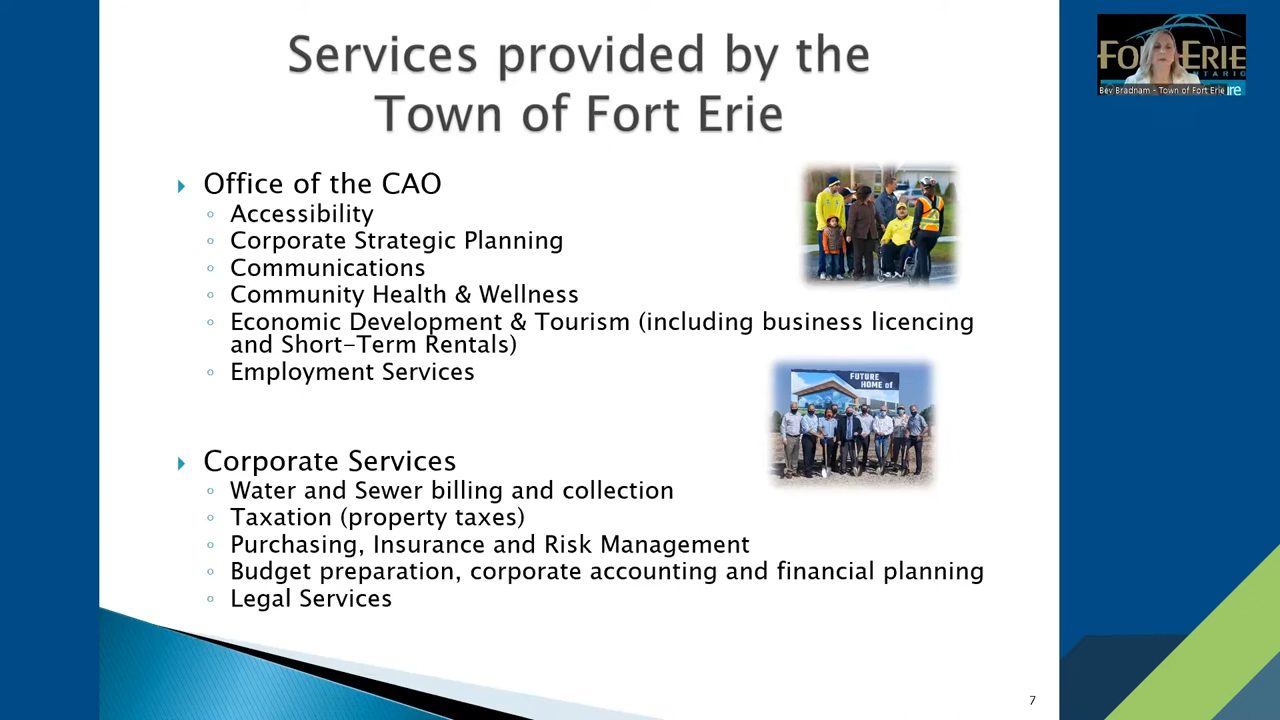 Services provided by the
Town of Fort Erie
Office of the CAO
Accessibility
Corporate Strategic Planning
Communications
Community Health & Wellness
Economic Development & Tourism (including business licencing
and Short-Term Rentals)
Employment Services
FUTURE
HOME of
Corporate Services
Water and Sewer billing and collection
Taxation (property taxes)
Purchasing, Insurance and Risk Management
Budget preparation, corporate accounting and financial planning
Legal Services
7
Bev Bradnam - Town of Fort Erie